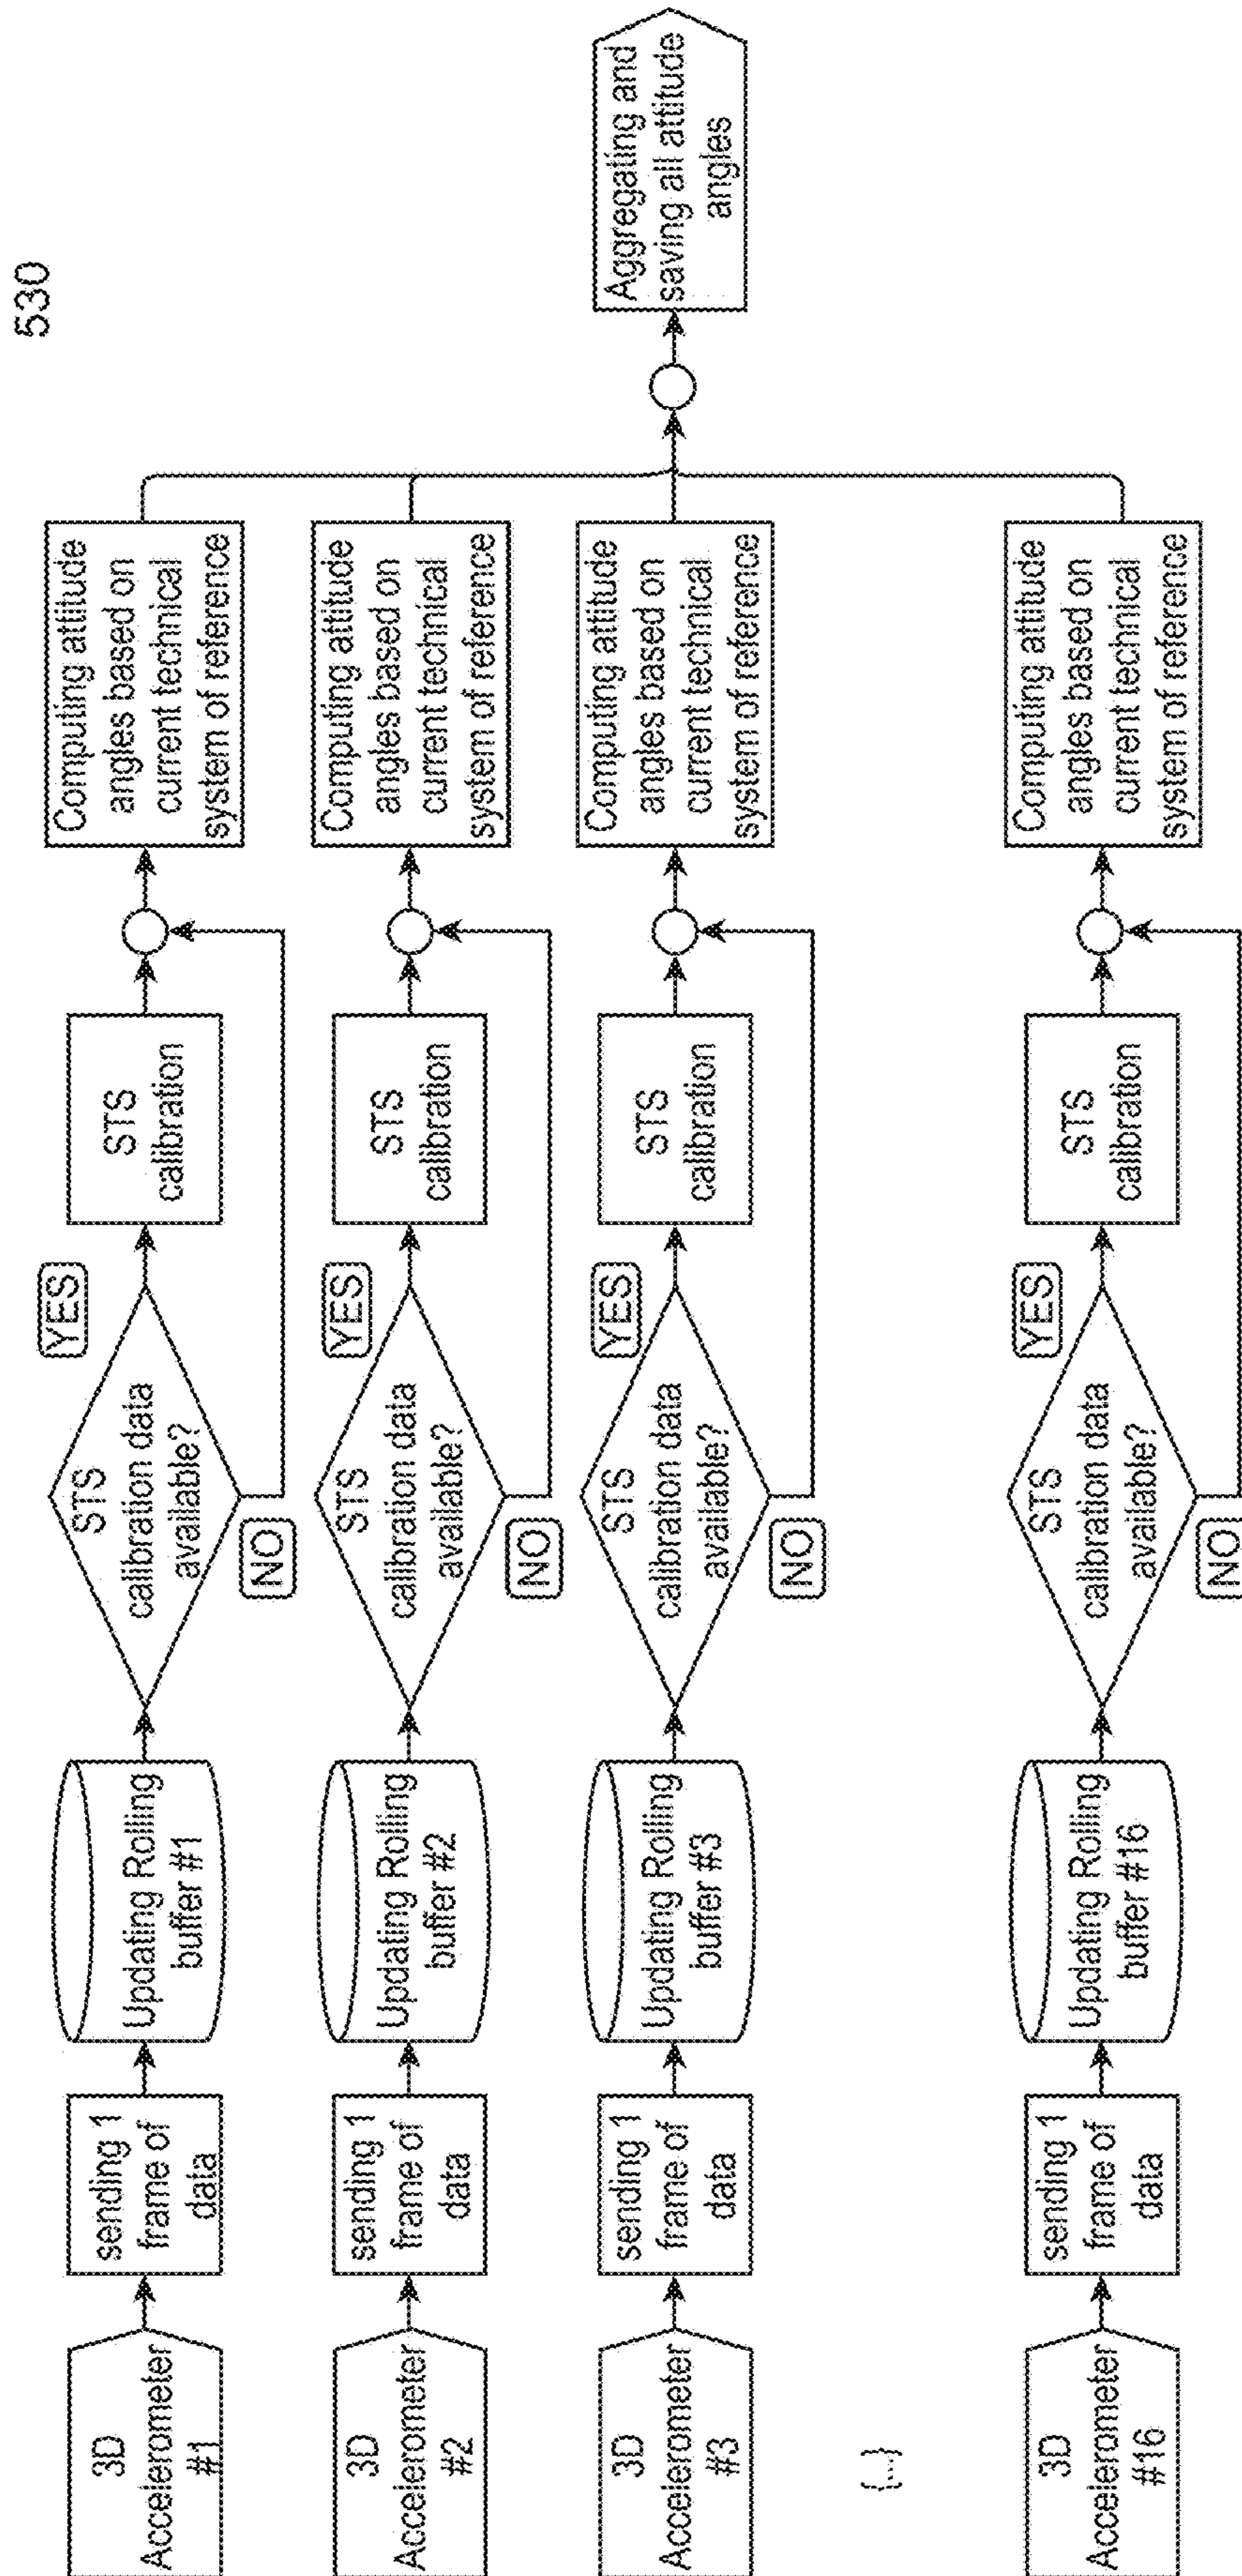 530
3D
Accelerometer
#1
sending 1
frame of
data
Updating Rolling
buffer #1
STS
calibration data
available?
YES
NO
STS
calibration
Computing attitude
angles based on
current technical
system of reference
3D
Accelerometer
#2
sending 1
frame of
data
Updating Rolling
buffer #2
STS
calibration data
available?
YES
NO
STS
calibration
Computing attitude
angles based on
current technical
system of reference
3D
Accelerometer
#3
sending 1
frame of
data
Updating Rolling
buffer #3
STS
calibration data
available?
YES
NO
STS
calibration
Computing attitude
angles based on
current technical
system of reference
{...}
3D
Accelerometer
#16
sending 1
frame of
data
Updating Rolling
buffer #16
STS
calibration data
available?
YES
NO
STS
calibration
Computing attitude
angles based on
current technical
system of reference
Aggregating and
saving all attitude
angles